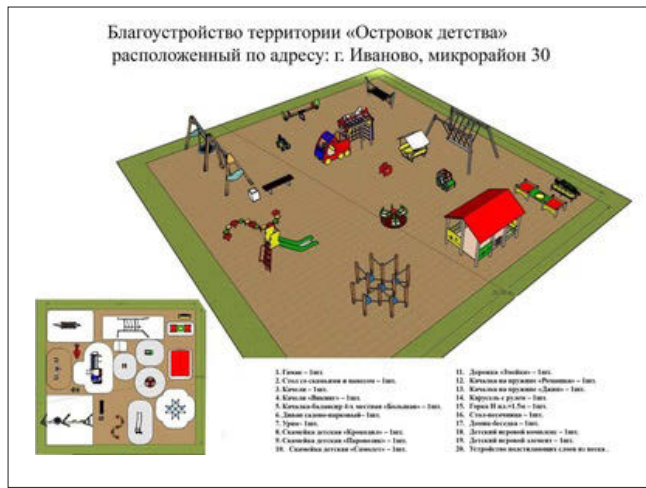 Благоустройство территории «Островок детства»
расположенный по адресу: г. Иваново, микрорайон 30
1. Гамак – 1шт.
2. Стол со скамьями и навесом – 1шт.
3. Качели – 1шт.
4. Качели «Викинг» – 1шт.
5. Качалка-балансир 4-х местная «Большая» – 1шт.
6. Диван садово-парковый– 1шт.
7. Урна– 1шт.
8. Скамейка детская «Крокодил» – 1шт.
9. Скамейка детская «Паровозик» – 1шт.
10. Скамейка детская «Самолет» – 1шт.
11. Дорожка «Змейка» – 1шт.
12. Качалка на пружине «Ромашка» – 1шт.
13. Качалка на пружине «Джип» – 1шт.
14. Карусель с рулем – 1шт.
15. Горка Н пл.=1.5м – 1шт.
16. Стол-песочница – 1шт.
17. Домик-беседка – 1шт.
18. Детский игровой комплекс – 1шт.
19. Детский игровой элемент – 1шт.
20. Устройство подстилающих слоев из песка .